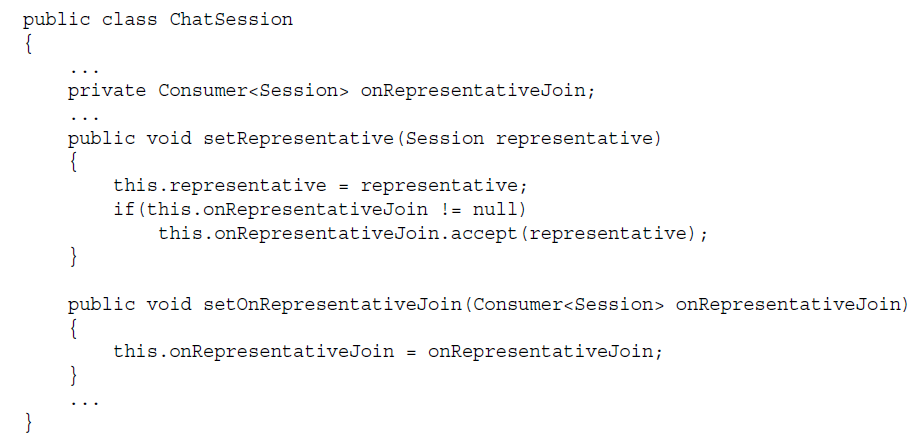 public class ChatSession
{
    ...
    private Consumer<Session> onRepresentativeJoin;
    ...
    public void setRepresentative(Session representative)
    {
        this.representative = representative;
        if(this.onRepresentativeJoin != null)
            this.onRepresentativeJoin.accept(representative);
    }

    public void setOnRepresentativeJoin(Consumer<Session> onRepresentativeJoin)
    {
        this.onRepresentativeJoin = onRepresentativeJoin;
    }
    ...
}